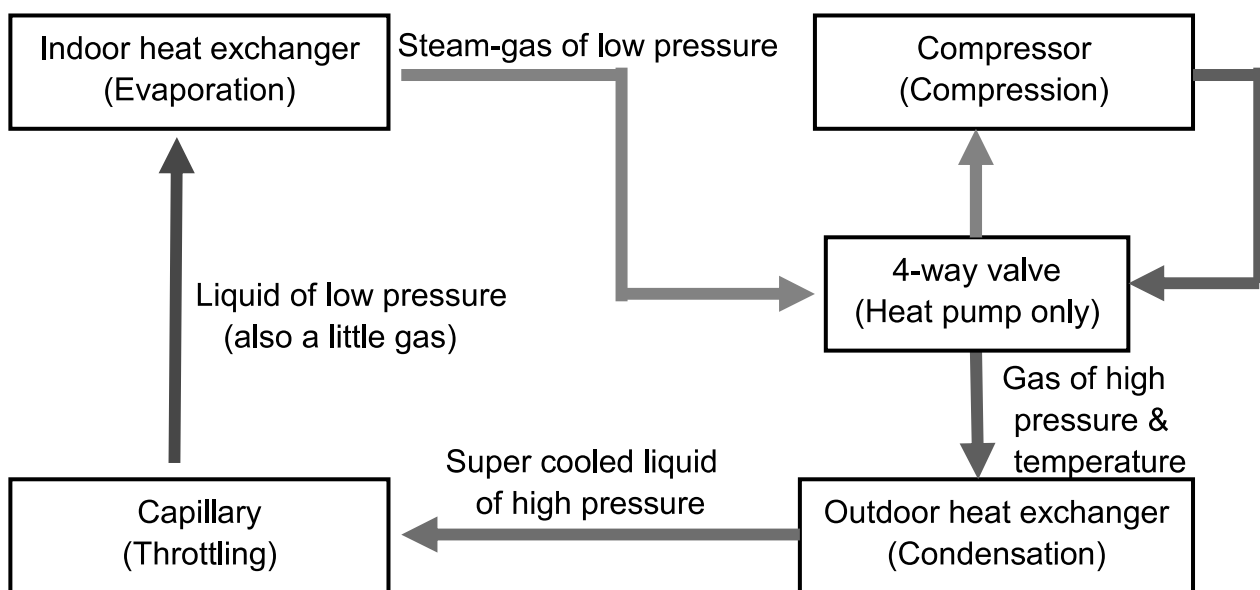 Indoor heat exchanger
(Evaporation)
Steam-gas of low pressure
Compressor
(Compression)
4-way valve
(Heat pump only)
Liquid of low pressure
(also a little gas)
Gas of high
pressure &
temperature
Super cooled liquid
of high pressure
Capillary
(Throttling)
Outdoor heat exchanger
(Condensation)